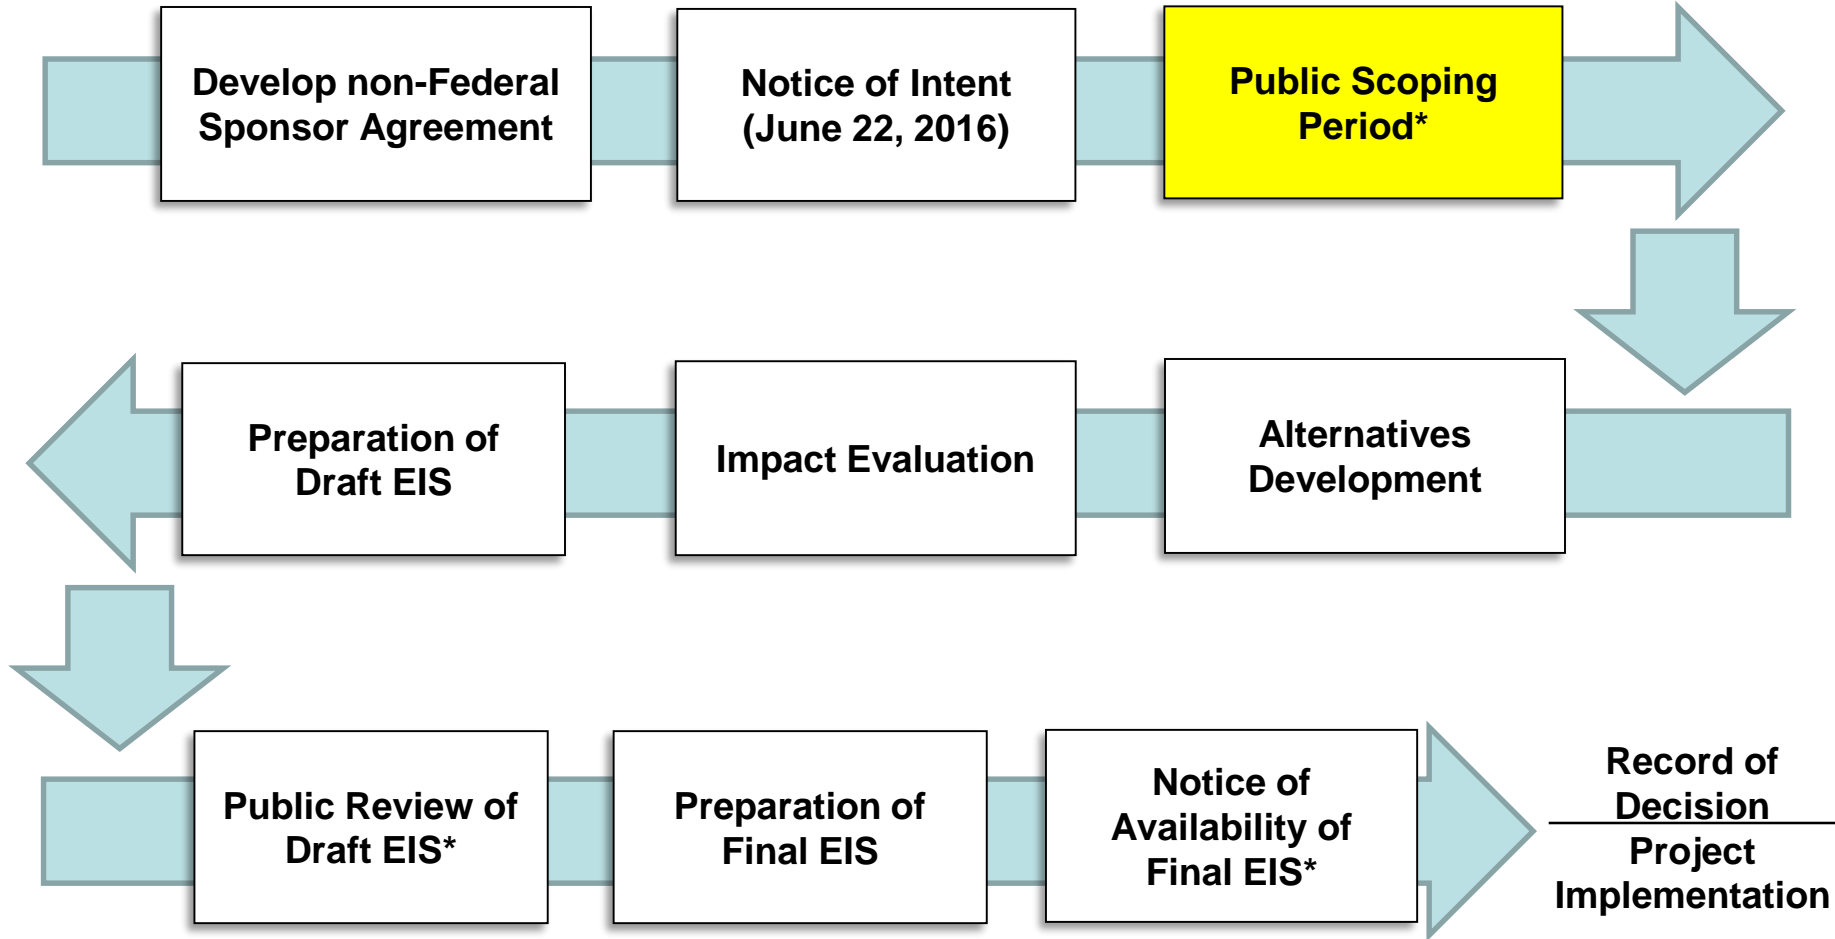 Develop non-Federal
Sponsor Agreement
Notice of Intent
(June 22, 2016)
Public Scoping
Period*
Alternatives
Development
Impact Evaluation
Preparation of
Draft EIS
Public Review of
Draft EIS*
Preparation of
Final EIS
Notice of
Availability of
Final EIS*
Record of
Decision
Project
Implementation